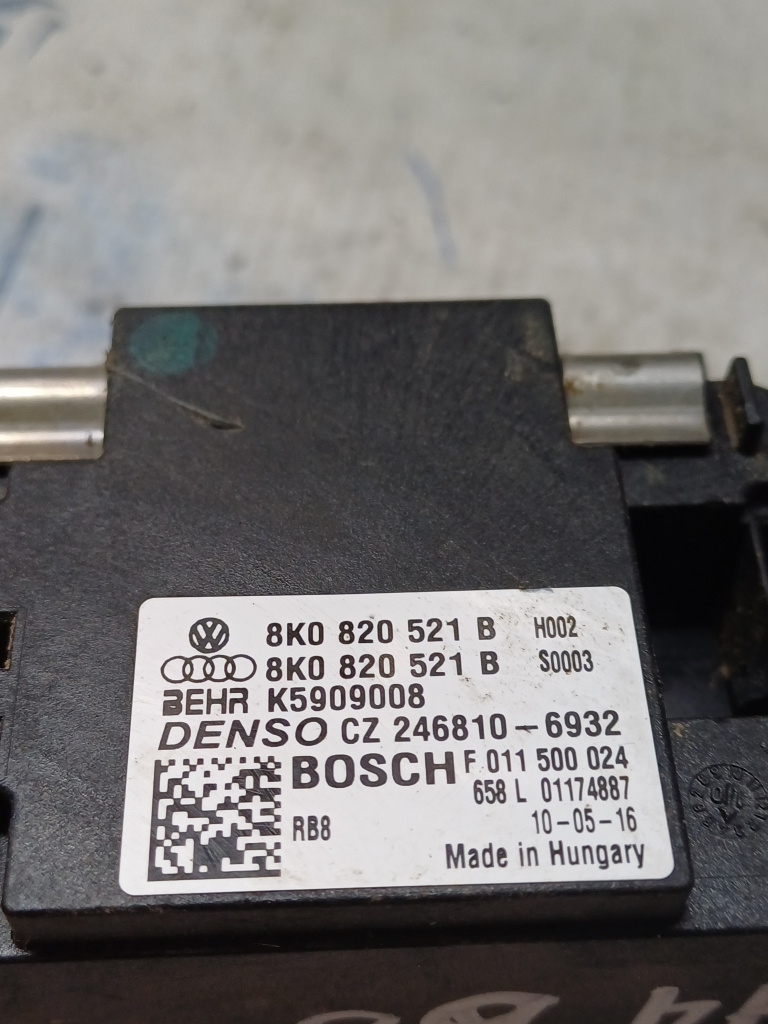 8K0 820 521 B H002
8K0 820 521 B S0003
BEHR K5909008
DENSO CZ 246810-6932
BOSCH F 011 500 024
658 L 01174887
RB8 10-05-16
Made in Hungary